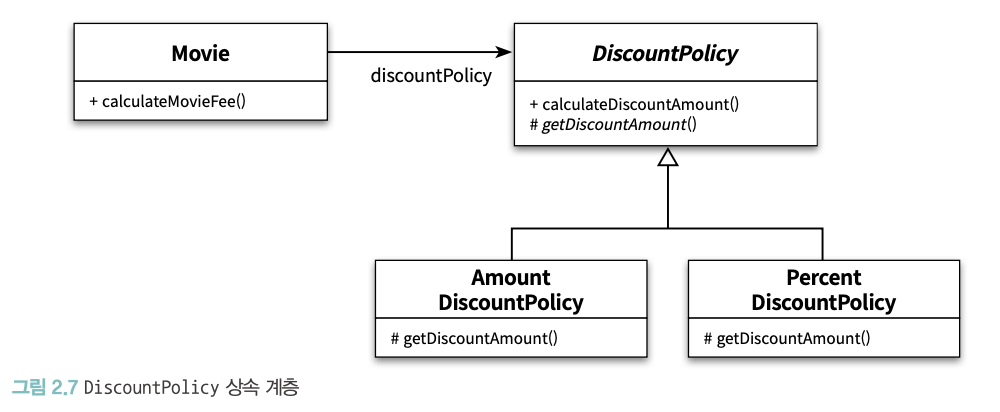 Movie
+ calculateMovieFee()
discountPolicy
DiscountPolicy
+ calculateDiscountAmount()
# getDiscountAmount()
Amount
DiscountPolicy
# getDiscountAmount()
Percent
DiscountPolicy
# getDiscountAmount()
그림 2.7 DiscountPolicy 상속 계층